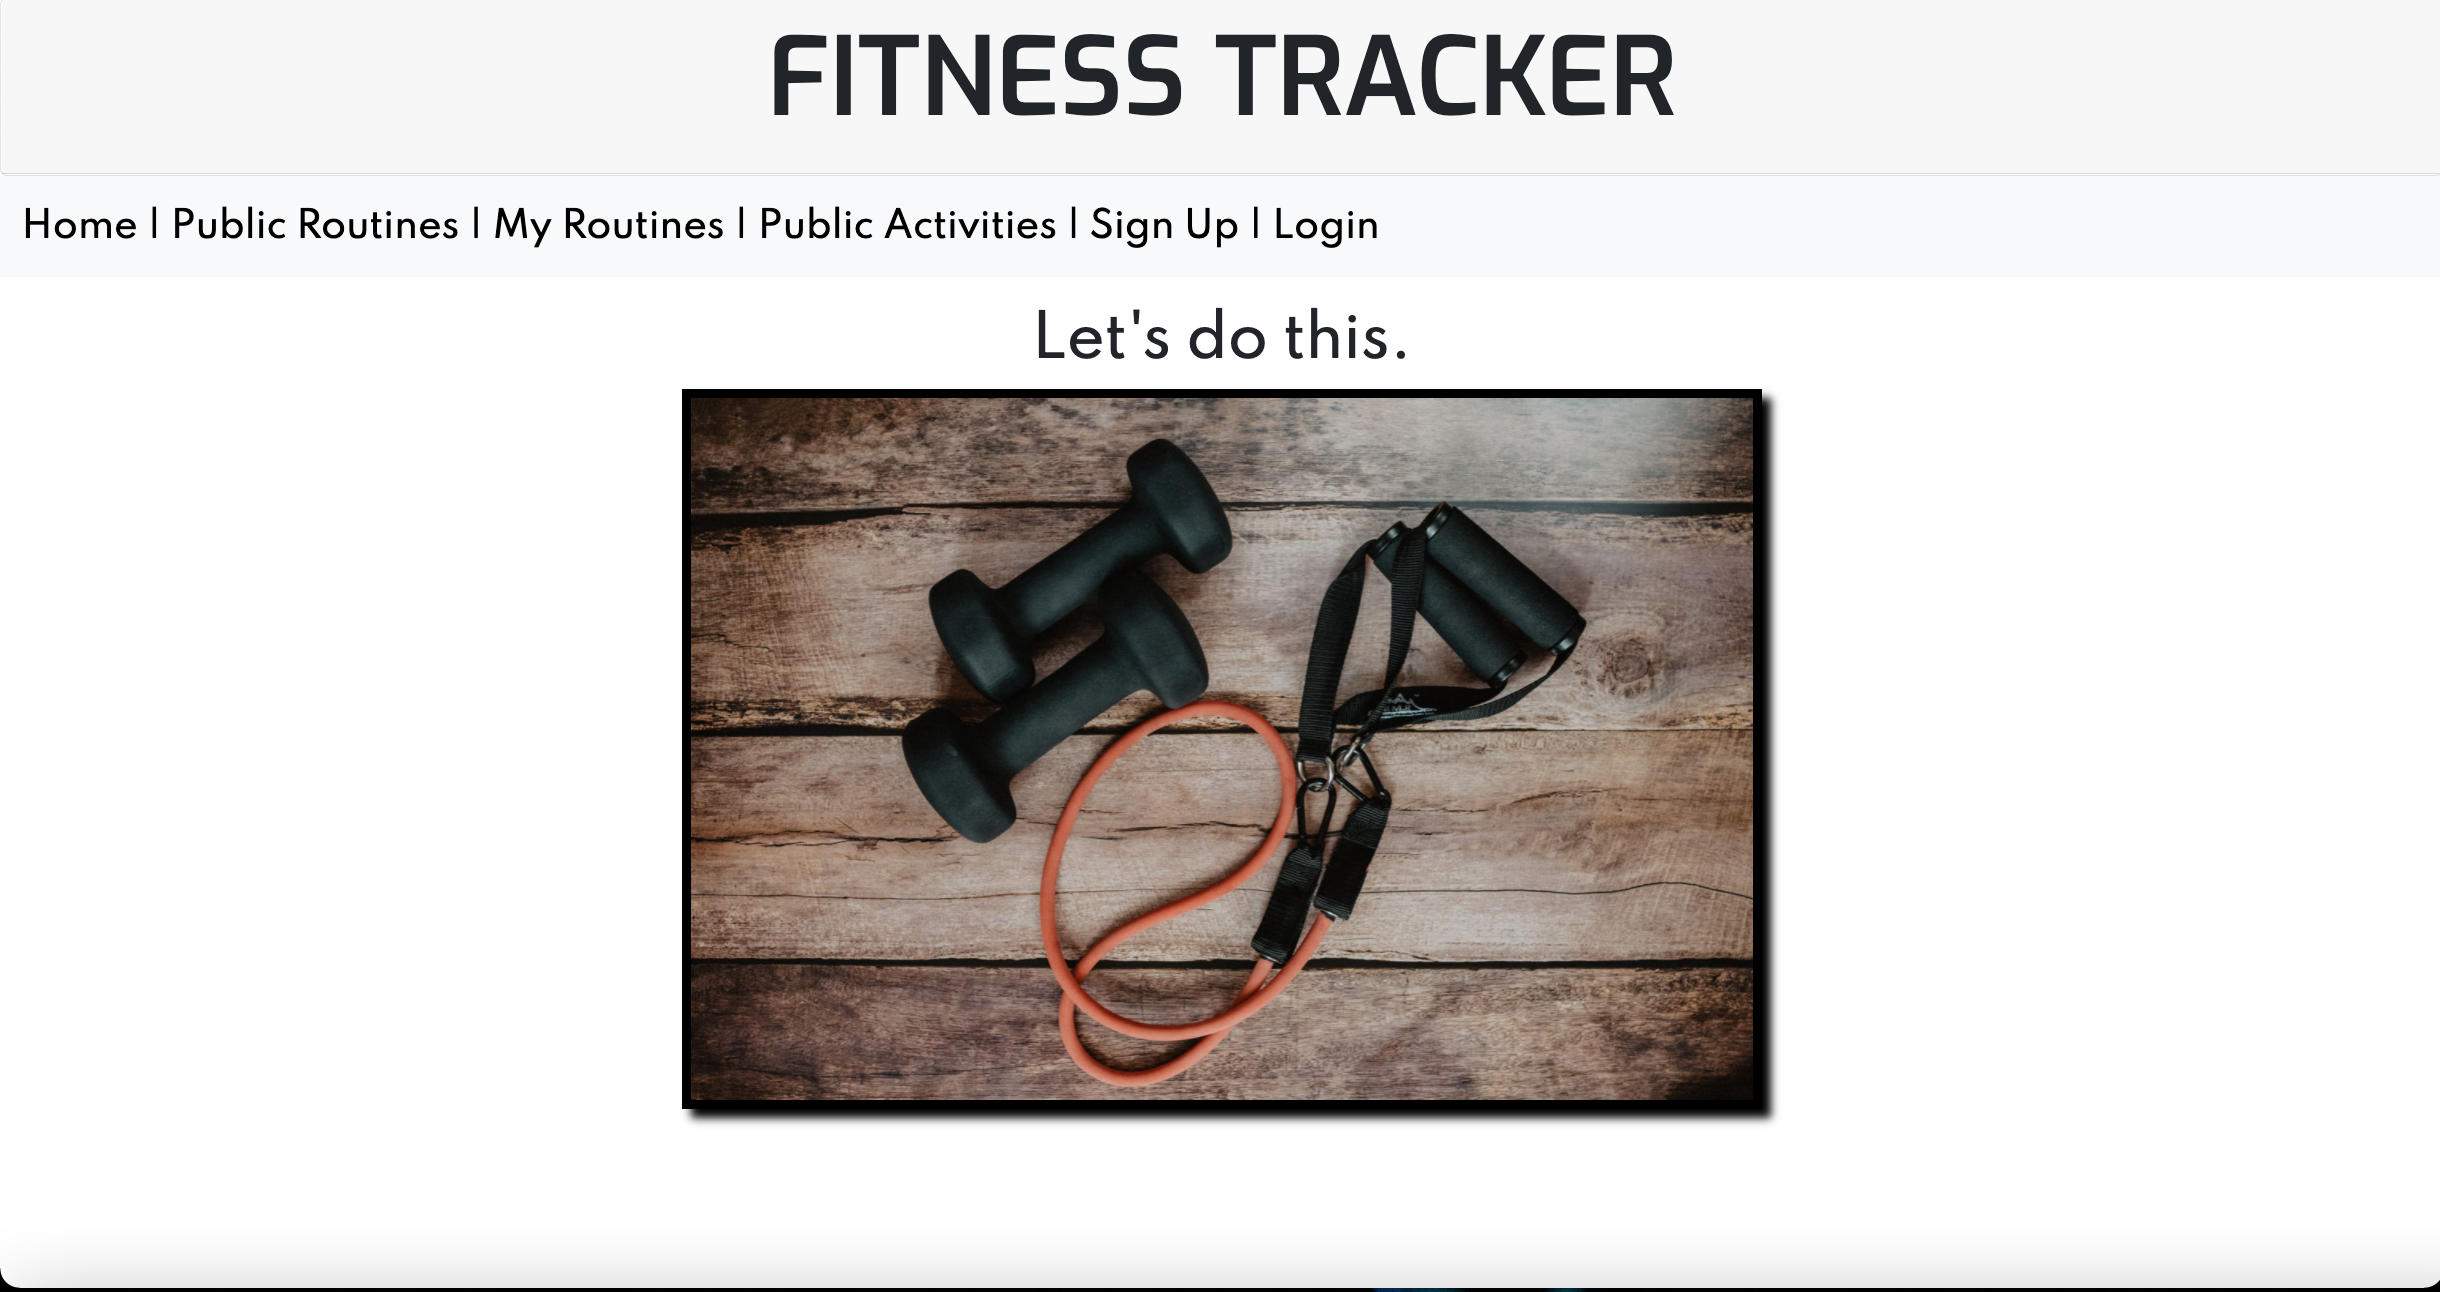 FITNESS TRACKER
Home | Public Routines | My Routines | Public Activities | Sign Up | Login
Let's do this.